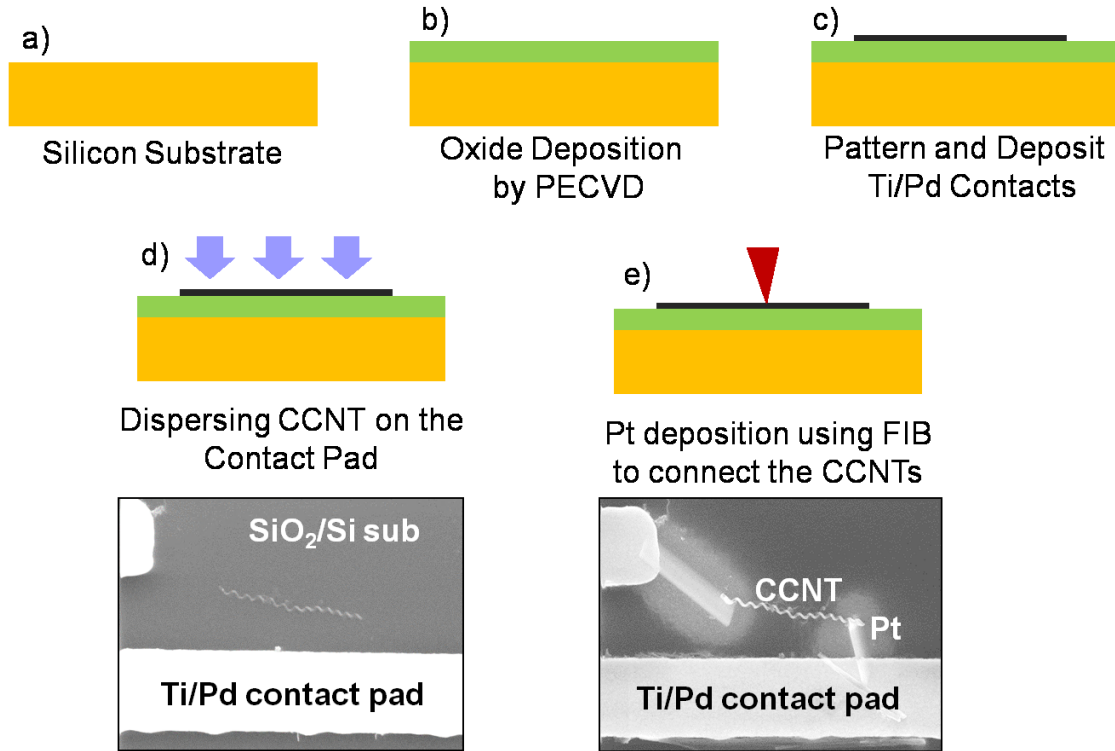 a)
Silicon Substrate
b)
Oxide Deposition
by PECVD
c)
Pattern and Deposit
Ti/Pd Contacts
d)
Dispersing CCNT on the
Contact Pad
SiO₂/Si sub
Ti/Pd contact pad
e)
Pt deposition using FIB
to connect the CCNTs
CCNT
Pt
Ti/Pd contact pad